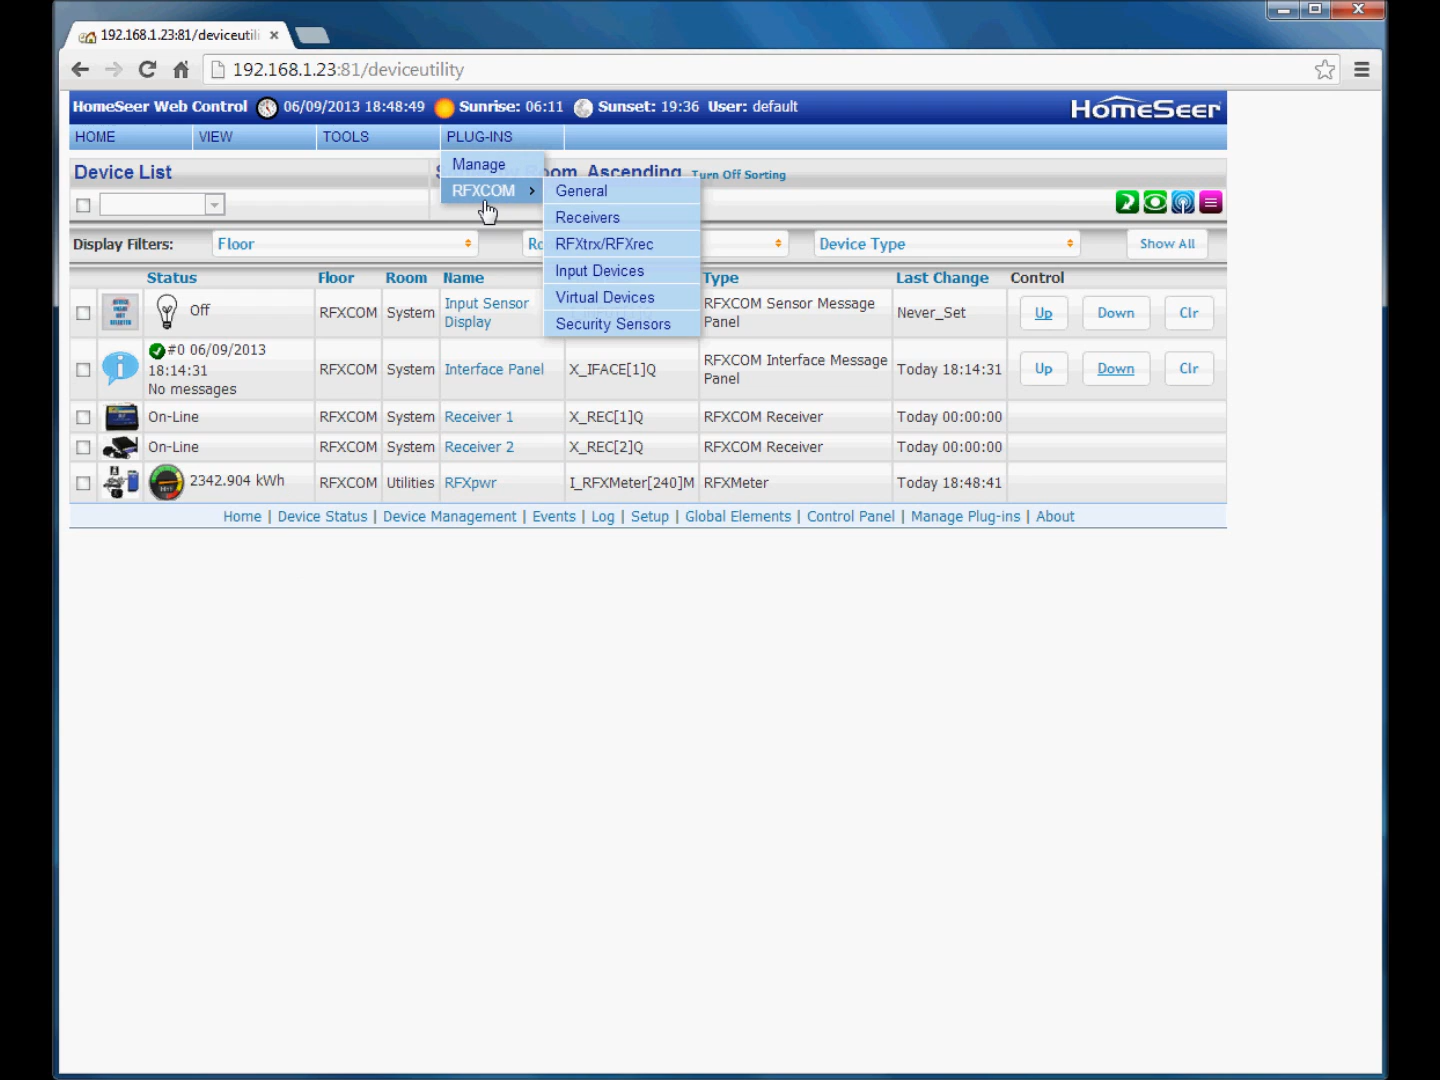 192.168.1.23:81/deviceutili
192.168.1.23:81/deviceutility
HomeSeer Web Control 06/09/2013 18:48:49 Sunrise: 06:11 Sunset: 19:36 User: default
HomeSeer
HOME VIEW TOOLS PLUG-INS
Manage
Device List
Room, Ascending Turn Off Sorting
RFXCOM
General
Receivers
RFXtrx/RFXrec
Input Devices
Virtual Devices
Security Sensors
Display Filters: Floor Device Type Show All
Status Floor Room Name Type Last Change Control
Off RFXCOM System Input Sensor Display RFXCOM Sensor Message Panel Never_Set Up Down Clr
#0 06/09/2013 18:14:31 No messages RFXCOM System Interface Panel X_IFACE[1]Q RFXCOM Interface Message Panel Today 18:14:31 Up Down Clr
On-Line RFXCOM System Receiver 1 X_REC[1]Q RFXCOM Receiver Today 00:00:00
On-Line RFXCOM System Receiver 2 X_REC[2]Q RFXCOM Receiver Today 00:00:00
2342.904 kWh RFXCOM Utilities RFXpwr I_RFXMeter[240]M RFXMeter Today 18:48:41
Home | Device Status | Device Management | Events | Log | Setup | Global Elements | Control Panel | Manage Plug-ins | About